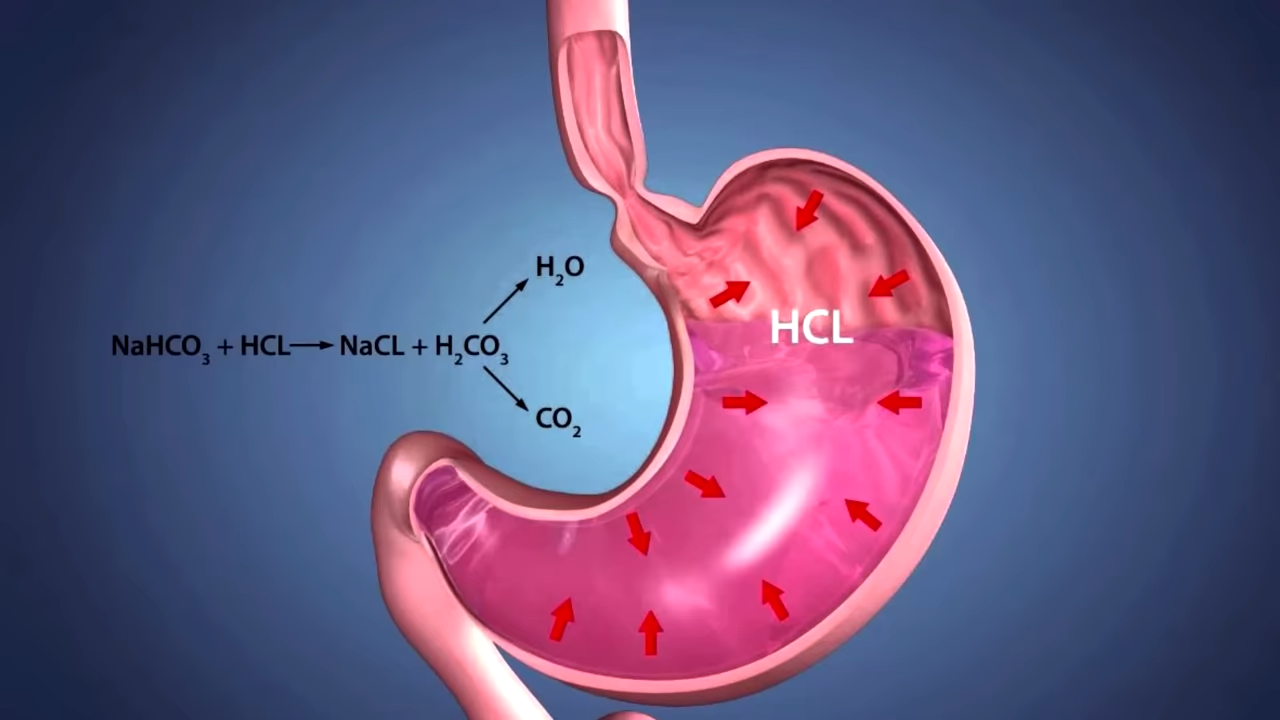 H₂O
NaHCO₃ + HCL → NaCL + H₂CO₃
CO₂
HCL